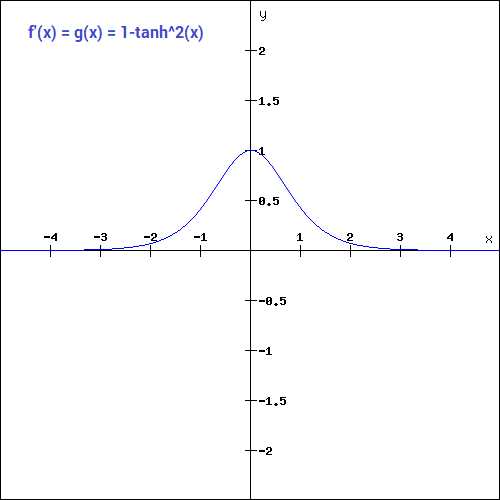 y
f'(x) = g(x) = 1-tanh^2(x)
2
1.5
1
0.5
-4 -3 -2 -1 1 2 3 4 x
-0.5
-1
-1.5
-2